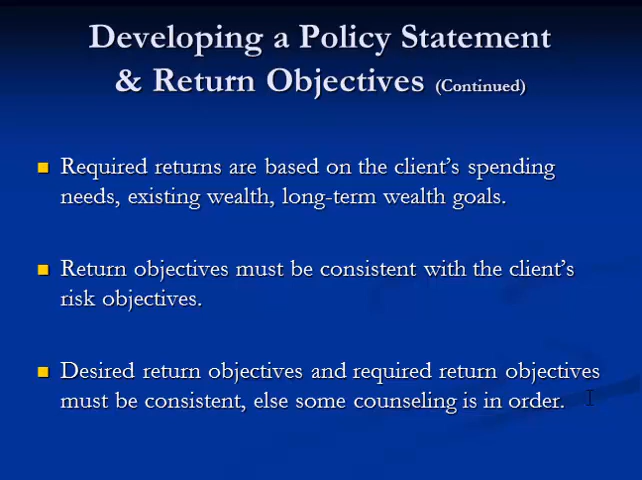 Developing a Policy Statement
& Return Objectives (Continued)
Required returns are based on the client's spending
needs, existing wealth, long-term wealth goals.
Return objectives must be consistent with the client's
risk objectives.
Desired return objectives and required return objectives
must be consistent, else some counseling is in order.